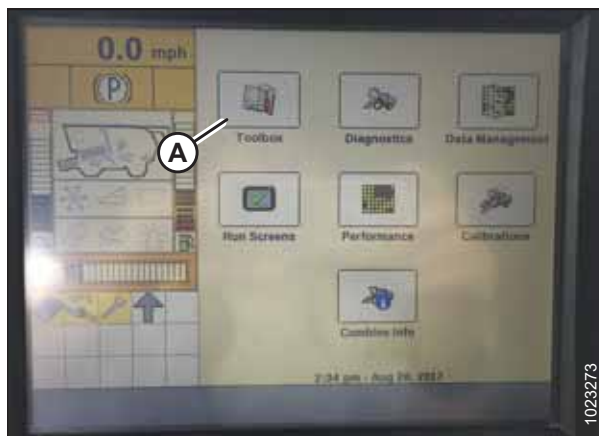 0.0 mph
(P)
A
Toolbox
Diagnostics
Data Management
Run Screens
Performance
Calibrations
Combine Info
2:34 pm - Aug 24, 2017
1023273